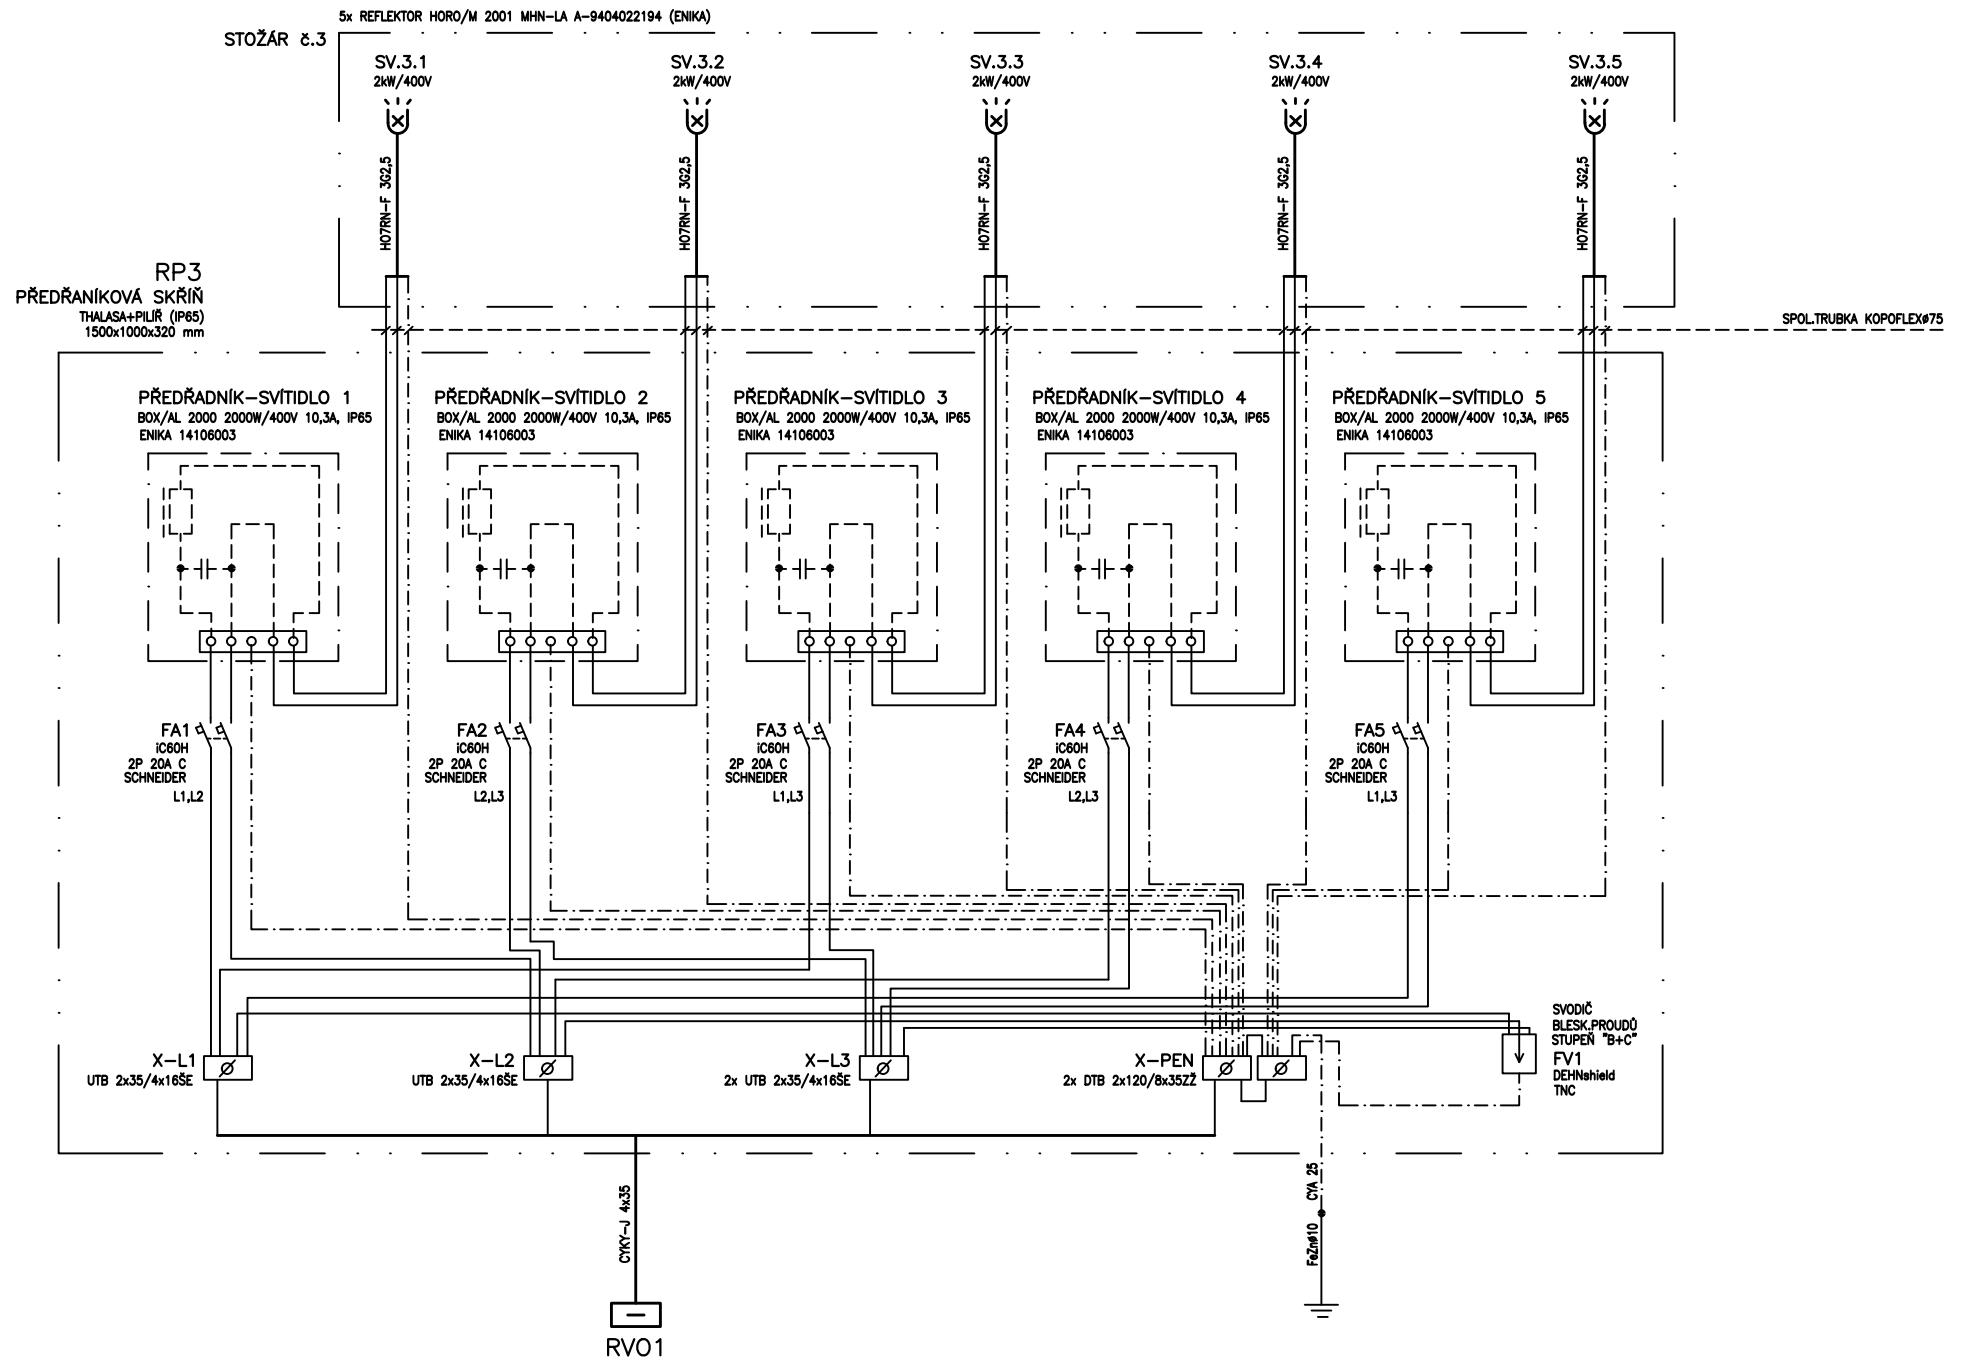 5x REFLEKTOR HORO/M 2001 MHN-LA A-9404022194 (ENIKA)
STOŽÁR č.3
SV.3.1
2kW/400V
SV.3.2
2kW/400V
SV.3.3
2kW/400V
SV.3.4
2kW/400V
SV.3.5
2kW/400V
H07RN-F 3G2,5
H07RN-F 3G2,5
H07RN-F 3G2,5
H07RN-F 3G2,5
H07RN-F 3G2,5
RP3
PŘEDŘANÍKOVÁ SKŘÍŇ
THALASA+PILÍŘ (IP65)
1500x1000x320 mm
SPOL.TRUBKA KOPOFLEXø75
PŘEDŘADNÍK-SVÍTIDLO 1
BOX/AL 2000 2000W/400V 10,3A, IP65
ENIKA 14106003
PŘEDŘADNÍK-SVÍTIDLO 2
BOX/AL 2000 2000W/400V 10,3A, IP65
ENIKA 14106003
PŘEDŘADNÍK-SVÍTIDLO 3
BOX/AL 2000 2000W/400V 10,3A, IP65
ENIKA 14106003
PŘEDŘADNÍK-SVÍTIDLO 4
BOX/AL 2000 2000W/400V 10,3A, IP65
ENIKA 14106003
PŘEDŘADNÍK-SVÍTIDLO 5
BOX/AL 2000 2000W/400V 10,3A, IP65
ENIKA 14106003
FA1
iC60H
2P 20A C
SCHNEIDER
L1,L2
FA2
iC60H
2P 20A C
SCHNEIDER
L2,L3
FA3
iC60H
2P 20A C
SCHNEIDER
L1,L3
FA4
iC60H
2P 20A C
SCHNEIDER
L2,L3
FA5
iC60H
2P 20A C
SCHNEIDER
L1,L3
X-L1
UTB 2x35/4x16ŠE
X-L2
UTB 2x35/4x16ŠE
X-L3
2x UTB 2x35/4x16ŠE
X-PEN
2x DTB 2x120/8x35ZŽ
SVODIČ
BLESK.PROUDŮ
STUPEŇ "B+C"
FV1
DEHNshield
TNC
CYKY-J 4x35
CYA 25
FeZnø10
RVO1